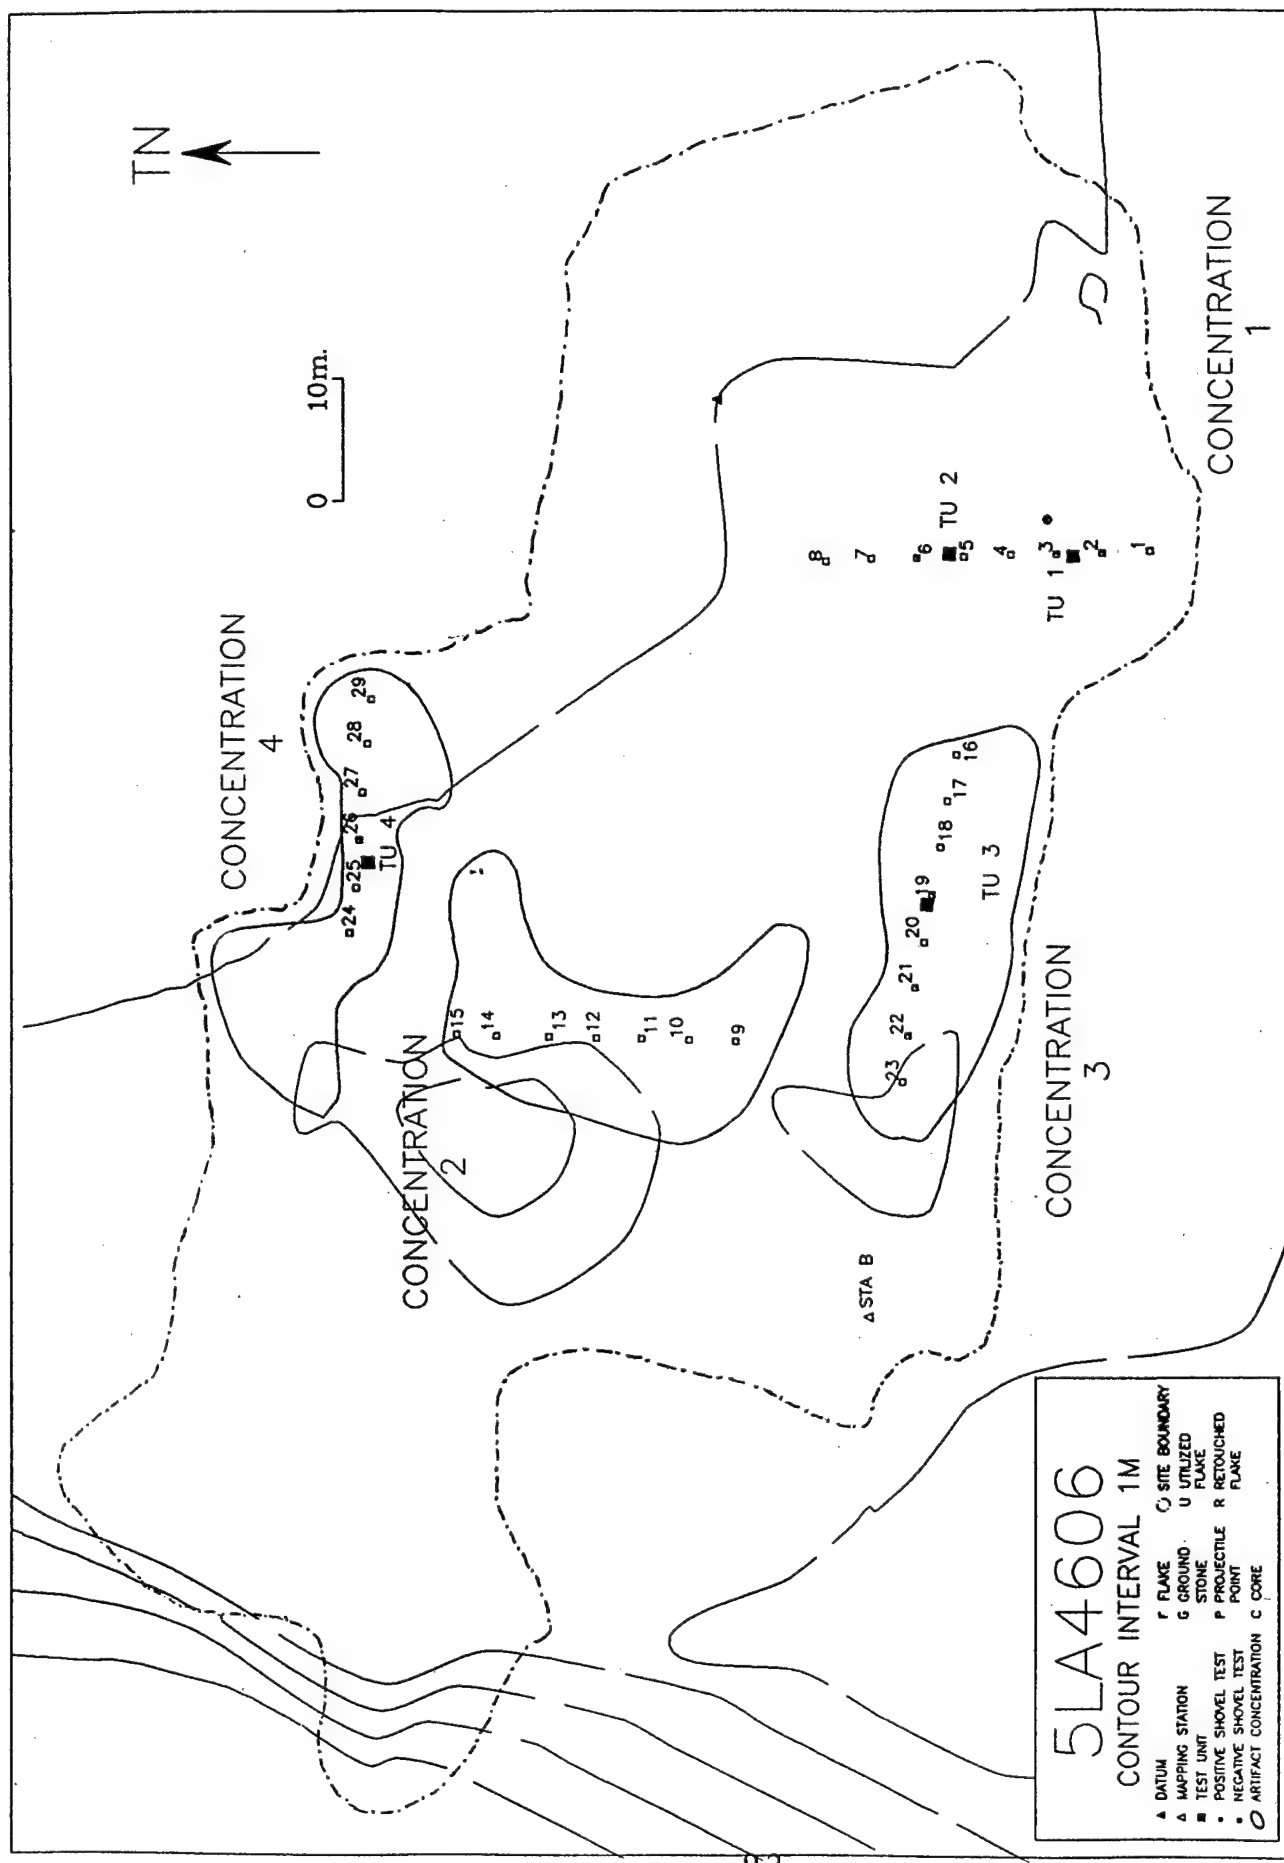 TN
0 10m.
CONCENTRATION
4
29
28
27
26
25
24
TU 4
CONCENTRATION
2
15
14
13
12
11
10
9
8
7
6
TU 2
5
4
3
TU 1
2
1
CONCENTRATION
1
16
17
18
TU 3
19
20
21
22
23
CONCENTRATION
3
STA B
5LA4606
CONTOUR INTERVAL 1M
DATUM
MAPPING STATION
TEST UNIT
POSITIVE SHOVEL TEST
NEGATIVE SHOVEL TEST
ARTIFACT CONCENTRATION
F FLAKE
G GROUND STONE
P PROJECTILE POINT
C CORE
SITE BOUNDARY
U UTILIZED FLAKE
R RETOUCHED FLAKE